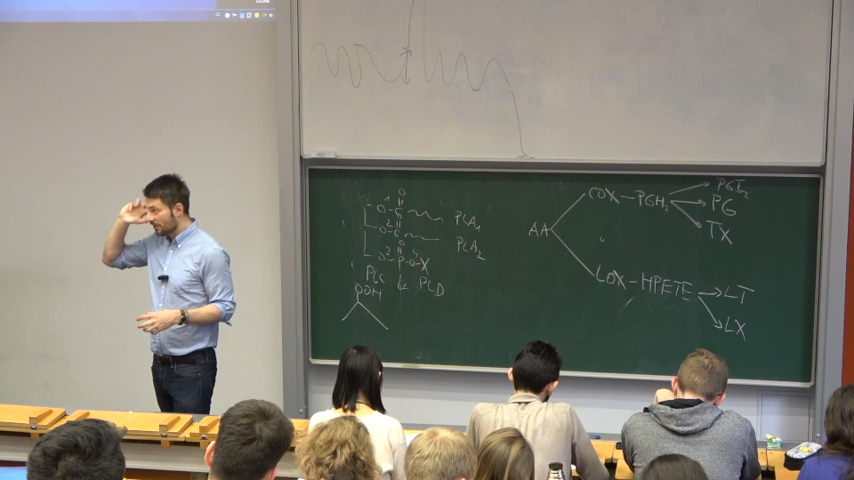 PLA₁
PLA₂
PLC
PLD
AA
COX – PGH₂
PGI₂
PG
TX
LOX – HPETE
LT
LX